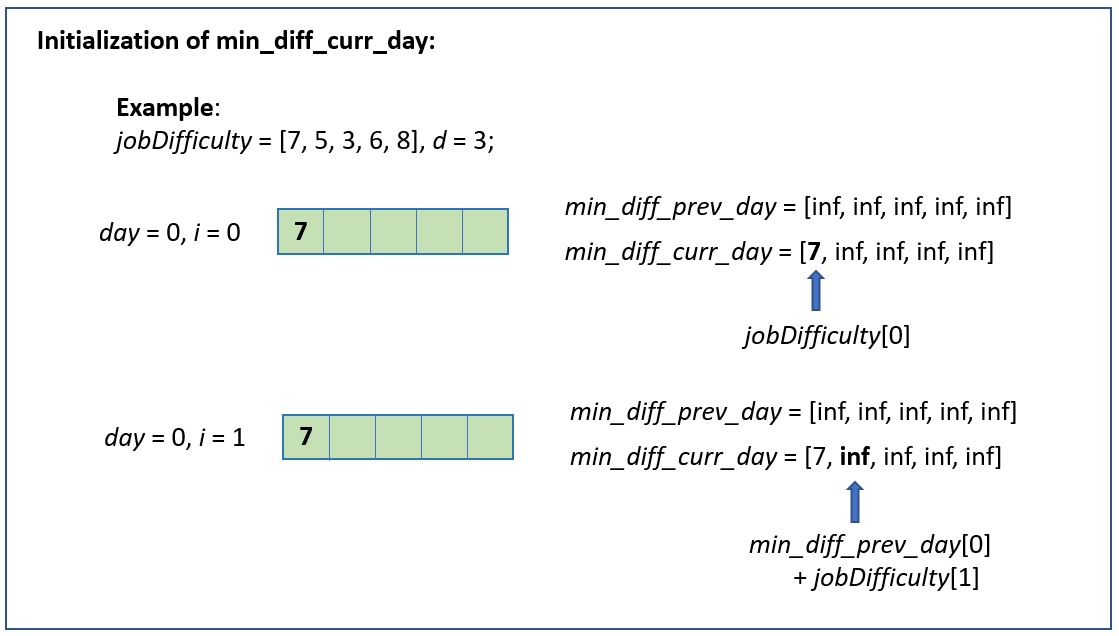 Initialization of min_diff_curr_day:
Example:
jobDifficulty = [7, 5, 3, 6, 8], d = 3;
day = 0, i = 0
7
min_diff_prev_day = [inf, inf, inf, inf, inf]
min_diff_curr_day = [7, inf, inf, inf, inf]
jobDifficulty[0]
day = 0, i = 1
7
min_diff_prev_day = [inf, inf, inf, inf, inf]
min_diff_curr_day = [7, inf, inf, inf, inf]
min_diff_prev_day[0]
+ jobDifficulty[1]